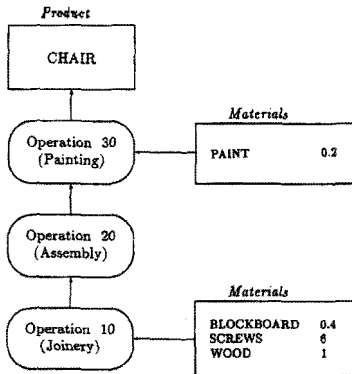 Product
CHAIR
Operation 30
(Painting)
Materials
PAINT 0.2
Operation 20
(Assembly)
Materials
Operation 10
(Joinery)
BLOCKBOARD 0.4
SCREWS 6
WOOD 1